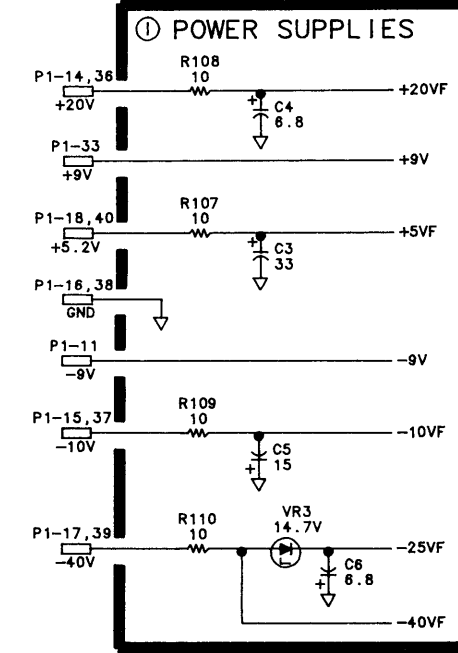 ① POWER SUPPLIES
R108
P1-14,36
10
+20VF
+20V
+
C4
6.8
P1-33
+9V
+9V
R107
P1-18,40
10
+5VF
+5.2V
+
C3
33
P1-16,38
GND
P1-11
-9V
-9V
R109
P1-15,37
10
-10VF
-10V
C5
+
15
R110
VR3
P1-17,39
10
14.7V
-25VF
-40V
C6
+
6.8
-40VF